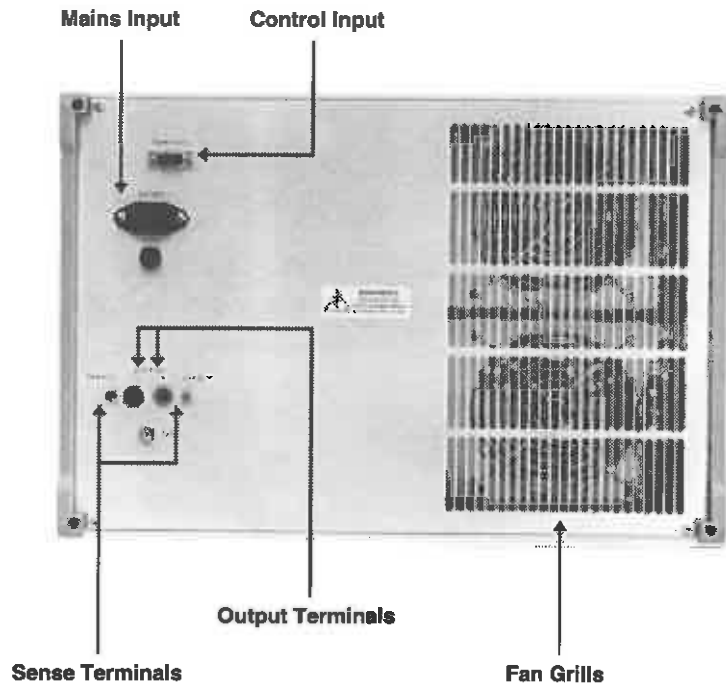 Mains Input
Control Input
Output Terminals
Sense Terminals
Fan Grills